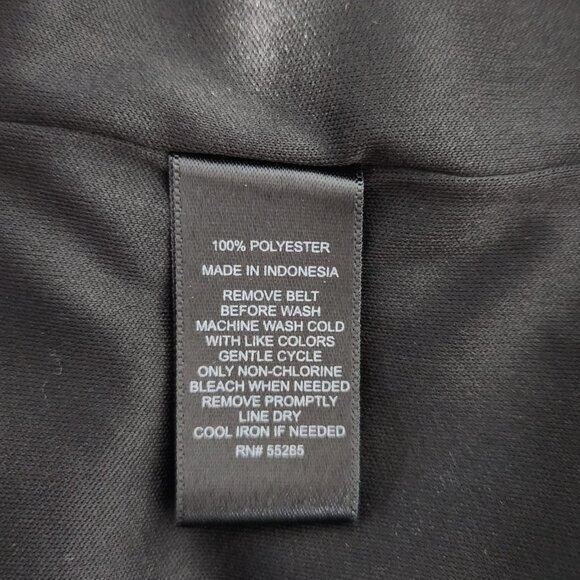 100% POLYESTER
MADE IN INDONESIA
REMOVE BELT
BEFORE WASH
MACHINE WASH COLD
WITH LIKE COLORS
GENTLE CYCLE
ONLY NON-CHLORINE
BLEACH WHEN NEEDED
REMOVE PROMPTLY
LINE DRY
COOL IRON IF NEEDED
RN# 55285